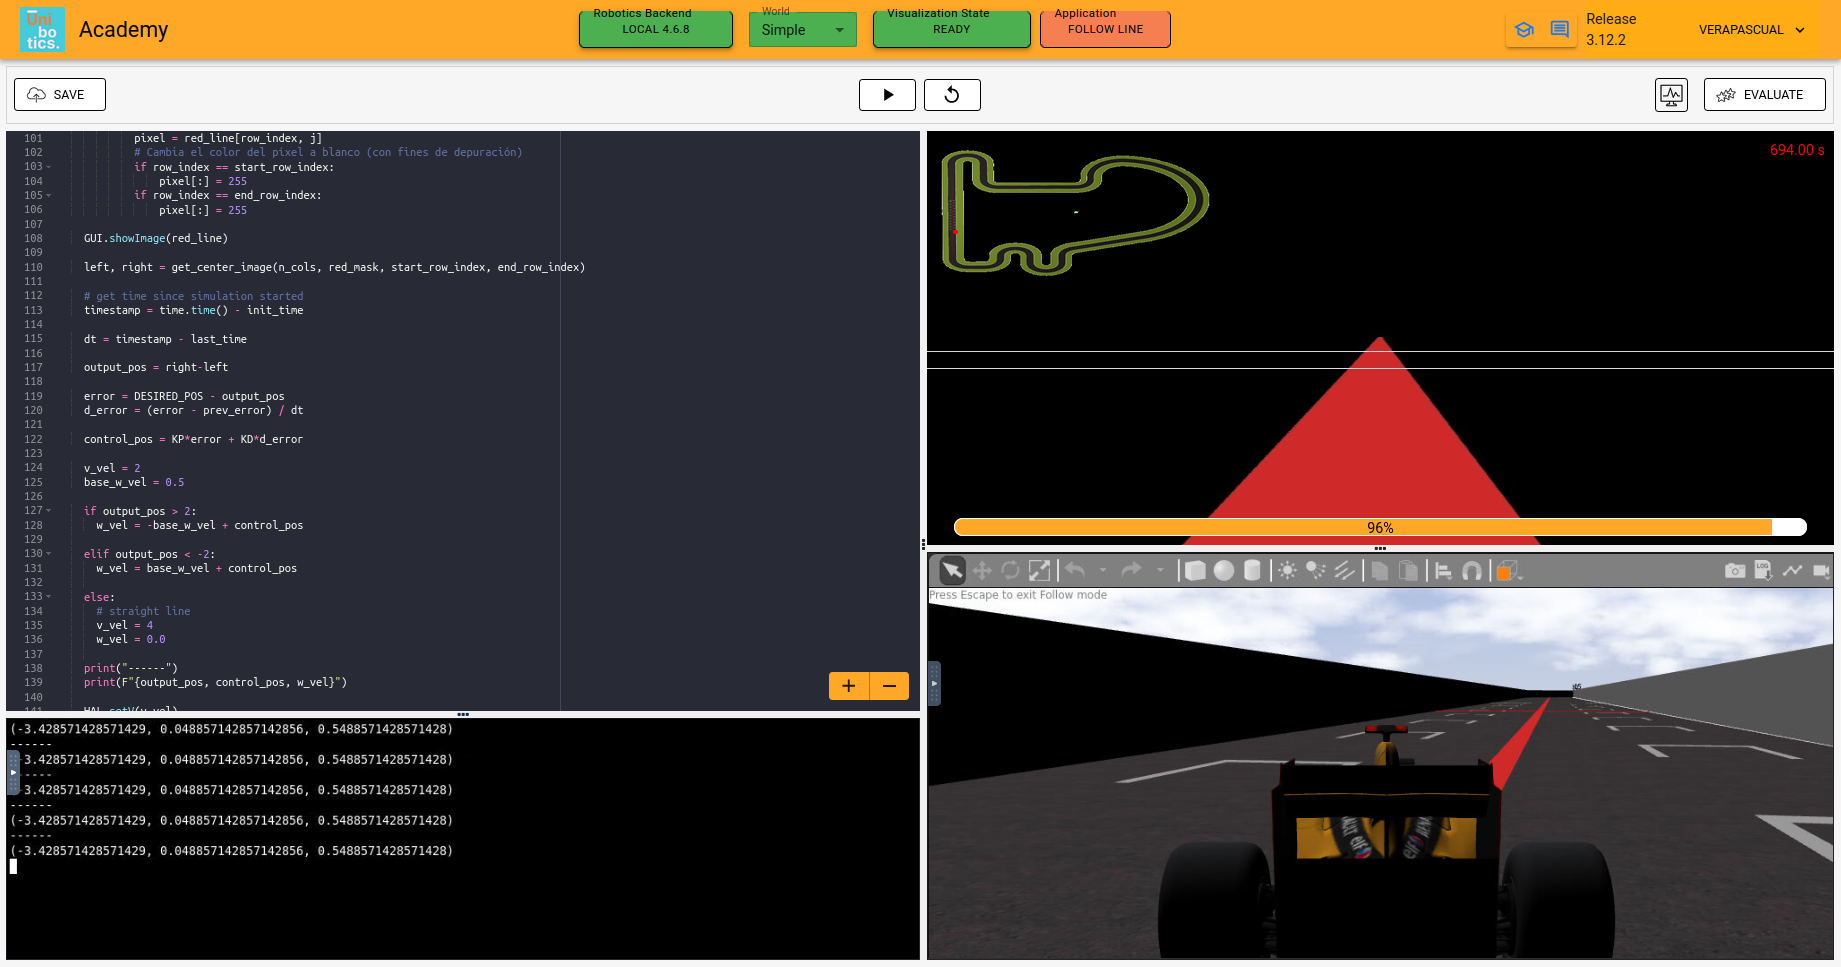 Uni
bo
tics.
Academy
Robotics Backend
LOCAL 4.6.8
World
Simple
Visualization State
READY
Application
FOLLOW LINE
Release
3.12.2
VERAPASCUAL
SAVE
EVALUATE
101 pixel = red_line[row_index, j]
102 # Cambia el color del pixel a blanco (con fines de depuración)
103 if row_index == start_row_index:
104 pixel[:] = 255
105 if row_index == end_row_index:
106 pixel[:] = 255
107
108 GUI.showImage(red_line)
109
110 left, right = get_center_image(n_cols, red_mask, start_row_index, end_row_index)
111
112 # get time since simulation started
113 timestamp = time.time() - init_time
114
115 dt = timestamp - last_time
116
117 output_pos = right-left
118
119 error = DESIRED_POS - output_pos
120 d_error = (error - prev_error) / dt
121
122 control_pos = KP*error + KD*d_error
123
124 v_vel = 2
125 base_w_vel = 0.5
126
127 if output_pos > 2:
128 w_vel = -base_w_vel + control_pos
129
130 elif output_pos < -2:
131 w_vel = base_w_vel + control_pos
132
133 else:
134 # straight line
135 v_vel = 4
136 w_vel = 0.0
137
138 print("------")
139 print(F"{output_pos, control_pos, w_vel}")
140
141 HAL.setV(v_vel)
+ −
(-3.428571428571429, 0.048857142857142856, 0.5488571428571428)
------
-3.428571428571429, 0.048857142857142856, 0.5488571428571428)
-----
-3.428571428571429, 0.048857142857142856, 0.5488571428571428)
------
(-3.428571428571429, 0.048857142857142856, 0.5488571428571428)
------
(-3.428571428571429, 0.048857142857142856, 0.5488571428571428)
694.00 s
96%
LOG
Press Escape to exit Follow mode